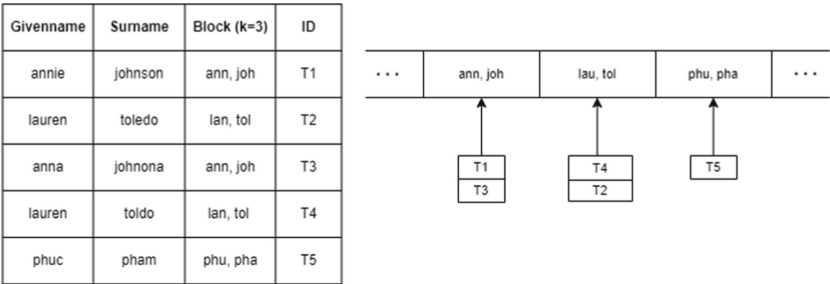 Givenname Surname Block (k=3) ID
annie johnson ann, joh T1
lauren toledo lan, tol T2
anna johnona ann, joh T3
lauren toldo lan, tol T4
phuc pham phu, pha T5
... ann, joh lau, tol phu, pha ...
T1 T4 T5
T3 T2